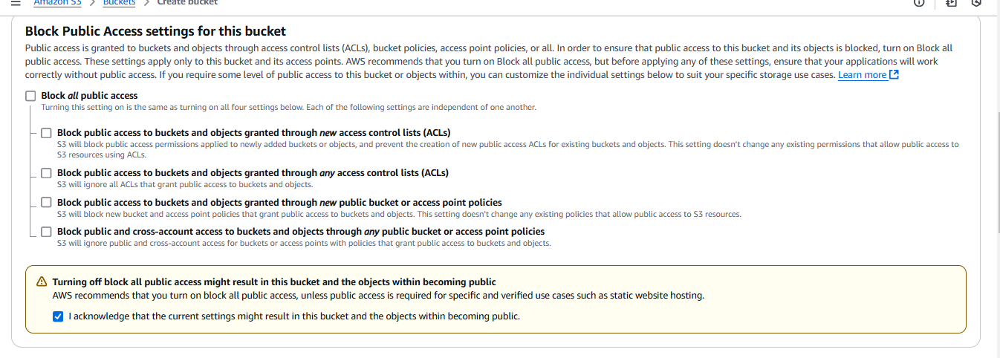 Amazon S3 > Buckets > Create bucket
Block Public Access settings for this bucket
Public access is granted to buckets and objects through access control lists (ACLs), bucket policies, access point policies, or all. In order to ensure that public access to this bucket and its objects is blocked, turn on Block all
public access. These settings apply only to this bucket and its access points. AWS recommends that you turn on Block all public access, but before applying any of these settings, ensure that your applications will work
correctly without public access. If you require some level of public access to this bucket or objects within, you can customize the individual settings below to suit your specific storage use cases. Learn more
Block all public access
Turning this setting on is the same as turning on all four settings below. Each of the following settings are independent of one another.
Block public access to buckets and objects granted through new access control lists (ACLs)
S3 will block public access permissions applied to newly added buckets or objects, and prevent the creation of new public access ACLs for existing buckets and objects. This setting doesn't change any existing permissions that allow public access to
S3 resources using ACLs.
Block public access to buckets and objects granted through any access control lists (ACLs)
S3 will ignore all ACLs that grant public access to buckets and objects.
Block public access to buckets and objects granted through new public bucket or access point policies
S3 will block new bucket and access point policies that grant public access to buckets and objects. This setting doesn't change any existing policies that allow public access to S3 resources.
Block public and cross-account access to buckets and objects through any public bucket or access point policies
S3 will ignore public and cross-account access for buckets or access points with policies that grant public access to buckets and objects.
Turning off block all public access might result in this bucket and the objects within becoming public
AWS recommends that you turn on block all public access, unless public access is required for specific and verified use cases such as static website hosting.
I acknowledge that the current settings might result in this bucket and the objects within becoming public.